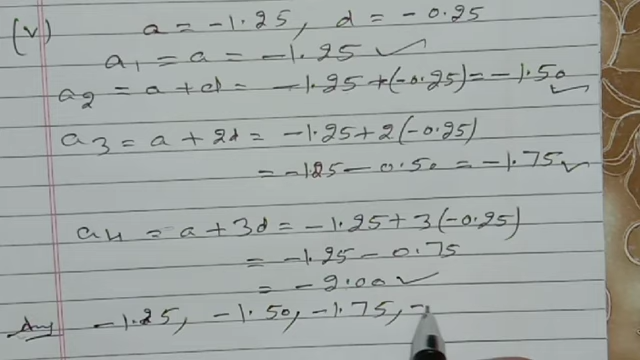 (v) a = -1.25, d = -0.25
a1 = a = -1.25 ✓
a2 = a + d = -1.25 + (-0.25) = -1.50 ✓
a3 = a + 2d = -1.25 + 2(-0.25)
= -1.25 - 0.50 = -1.75 ✓
a4 = a + 3d = -1.25 + 3(-0.25)
= -1.25 - 0.75
= -2.00 ✓
Ans -1.25, -1.50, -1.75, -